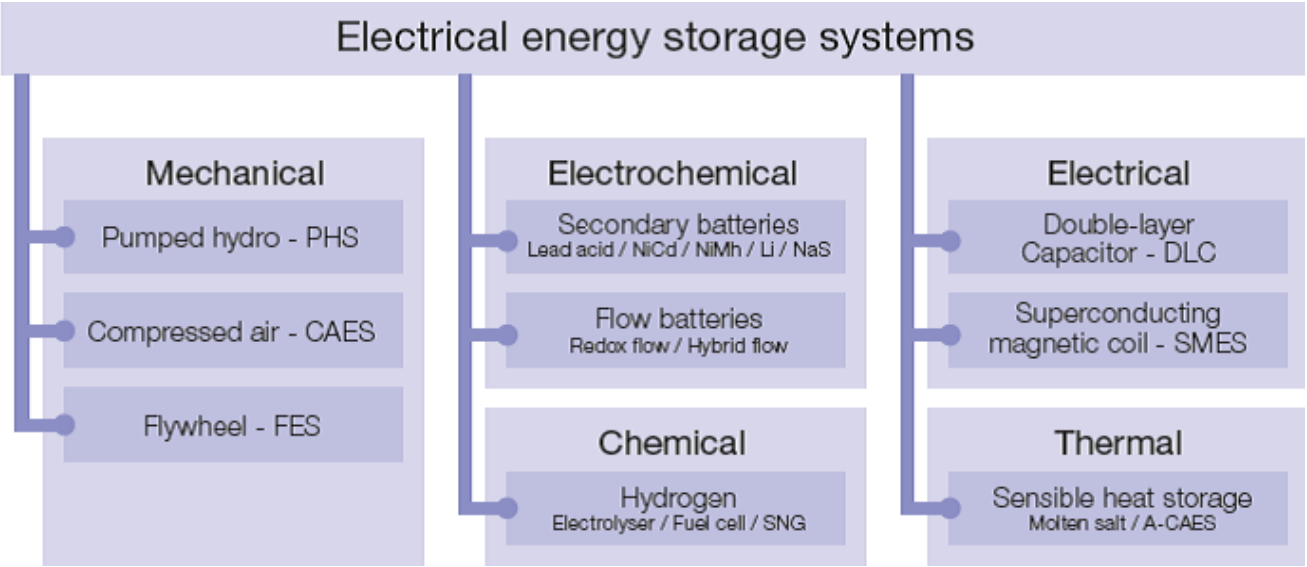 Electrical energy storage systems
Mechanical
Pumped hydro - PHS
Compressed air - CAES
Flywheel - FES
Electrochemical
Secondary batteries
Lead acid / NiCd / NiMh / Li / NaS
Flow batteries
Redox flow / Hybrid flow
Chemical
Hydrogen
Electrolyser / Fuel cell / SNG
Electrical
Double-layer
Capacitor - DLC
Superconducting
magnetic coil - SMES
Thermal
Sensible heat storage
Molten salt / A-CAES